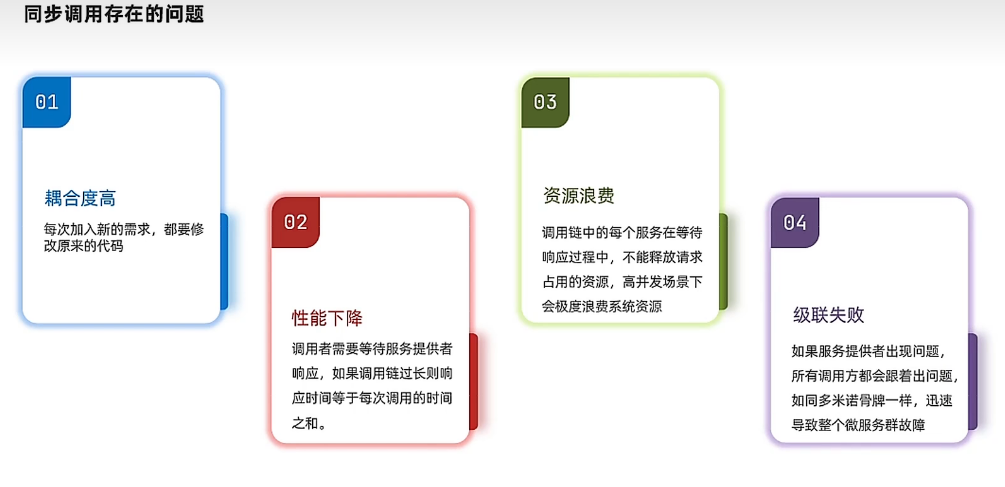 同步调用存在的问题
01
耦合度高
每次加入新的需求，都要修
改原来的代码
02
性能下降
调用者需要等待服务提供者
响应，如果调用链过长则响
应时间等于每次调用的时间
之和。
03
资源浪费
调用链中的每个服务在等待
响应过程中，不能释放请求
占用的资源，高并发场景下
会极度浪费系统资源
04
级联失败
如果服务提供者出现问题，
所有调用方都会跟着出问题，
如同多米诺骨牌一样，迅速
导致整个微服务群故障